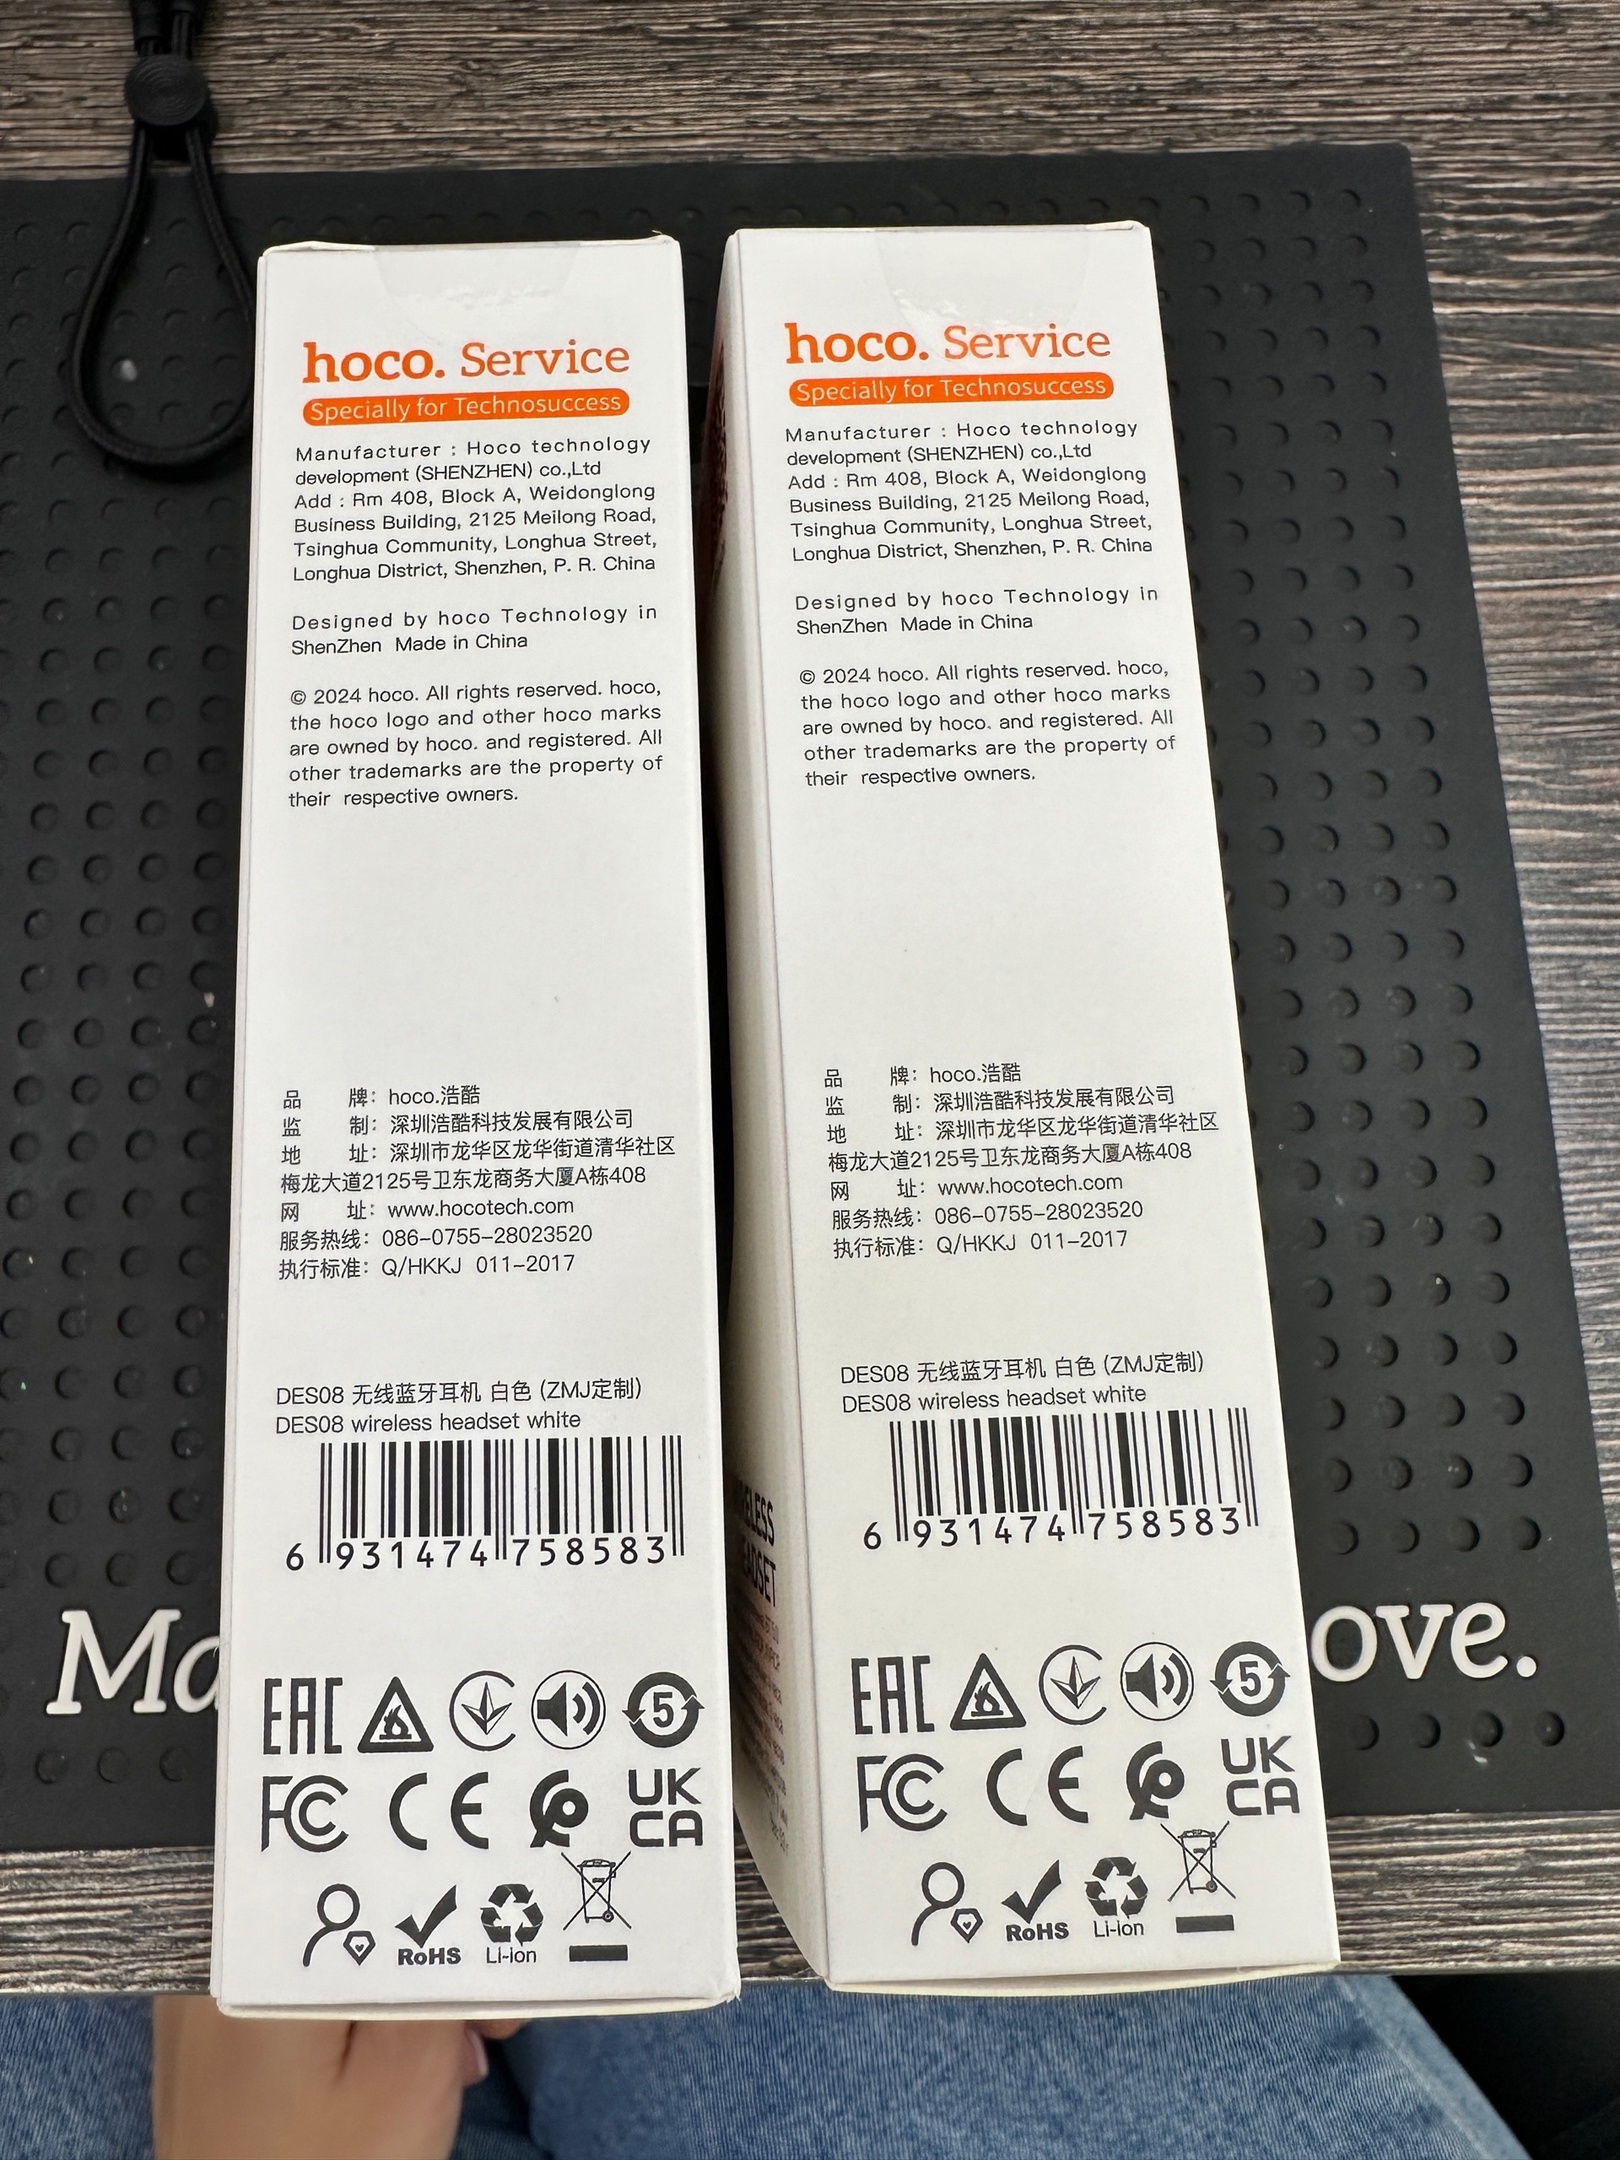 hoco. Service
Specially for Technosuccess
Manufacturer : Hoco technology
development (SHENZHEN) co.,Ltd
Add : Rm 408, Block A, Weidonglong
Business Building, 2125 Meilong Road,
Tsinghua Community, Longhua Street,
Longhua District, Shenzhen, P. R. China
Designed by hoco Technology in
ShenZhen Made in China
© 2024 hoco. All rights reserved. hoco,
the hoco logo and other hoco marks
are owned by hoco. and registered. All
other trademarks are the property of
their respective owners.
品 牌：hoco.浩酷
监 制：深圳浩酷科技发展有限公司
地 址：深圳市龙华区龙华街道清华社区
梅龙大道2125号卫东龙商务大厦A栋408
网 址：www.hocotech.com
服务热线：086-0755-28023520
执行标准：Q/HKKJ 011-2017
DES08 无线蓝牙耳机 白色 (ZMJ定制)
DES08 wireless headset white
6 931474 758583
EAC
5
FC CE UK
CA
RoHS Li-ion
hoco. Service
Specially for Technosuccess
Manufacturer : Hoco technology
development (SHENZHEN) co.,Ltd
Add : Rm 408, Block A, Weidonglong
Business Building, 2125 Meilong Road,
Tsinghua Community, Longhua Street,
Longhua District, Shenzhen, P. R. China
Designed by hoco Technology in
ShenZhen Made in China
© 2024 hoco. All rights reserved. hoco,
the hoco logo and other hoco marks
are owned by hoco. and registered. All
other trademarks are the property of
their respective owners.
品 牌：hoco.浩酷
监 制：深圳浩酷科技发展有限公司
地 址：深圳市龙华区龙华街道清华社区
梅龙大道2125号卫东龙商务大厦A栋408
网 址：www.hocotech.com
服务热线：086-0755-28023520
执行标准：Q/HKKJ 011-2017
DES08 无线蓝牙耳机 白色 (ZMJ定制)
DES08 wireless headset white
6 931474 758583
EAC
5
FC CE UK
CA
RoHS Li-ion
Ma
ove.